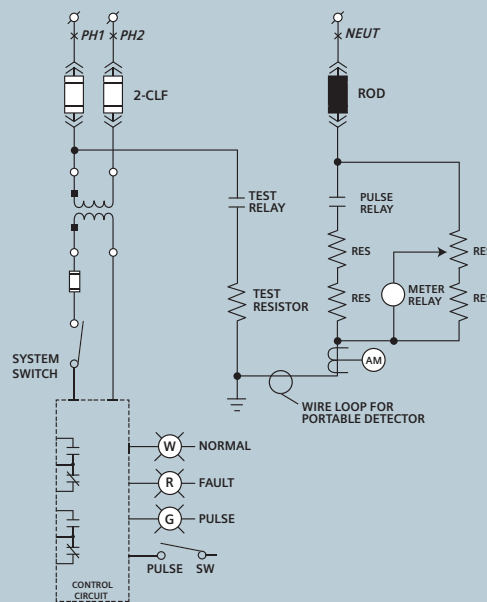 PH1
PH2
NEUT
2-CLF
ROD
TEST
RELAY
PULSE
RELAY
RES
RES
RES
RES
METER
RELAY
TEST
RESISTOR
AM
SYSTEM
SWITCH
WIRE LOOP FOR
PORTABLE DETECTOR
W
NORMAL
R
FAULT
G
PULSE
PULSE SW
CONTROL
CIRCUIT